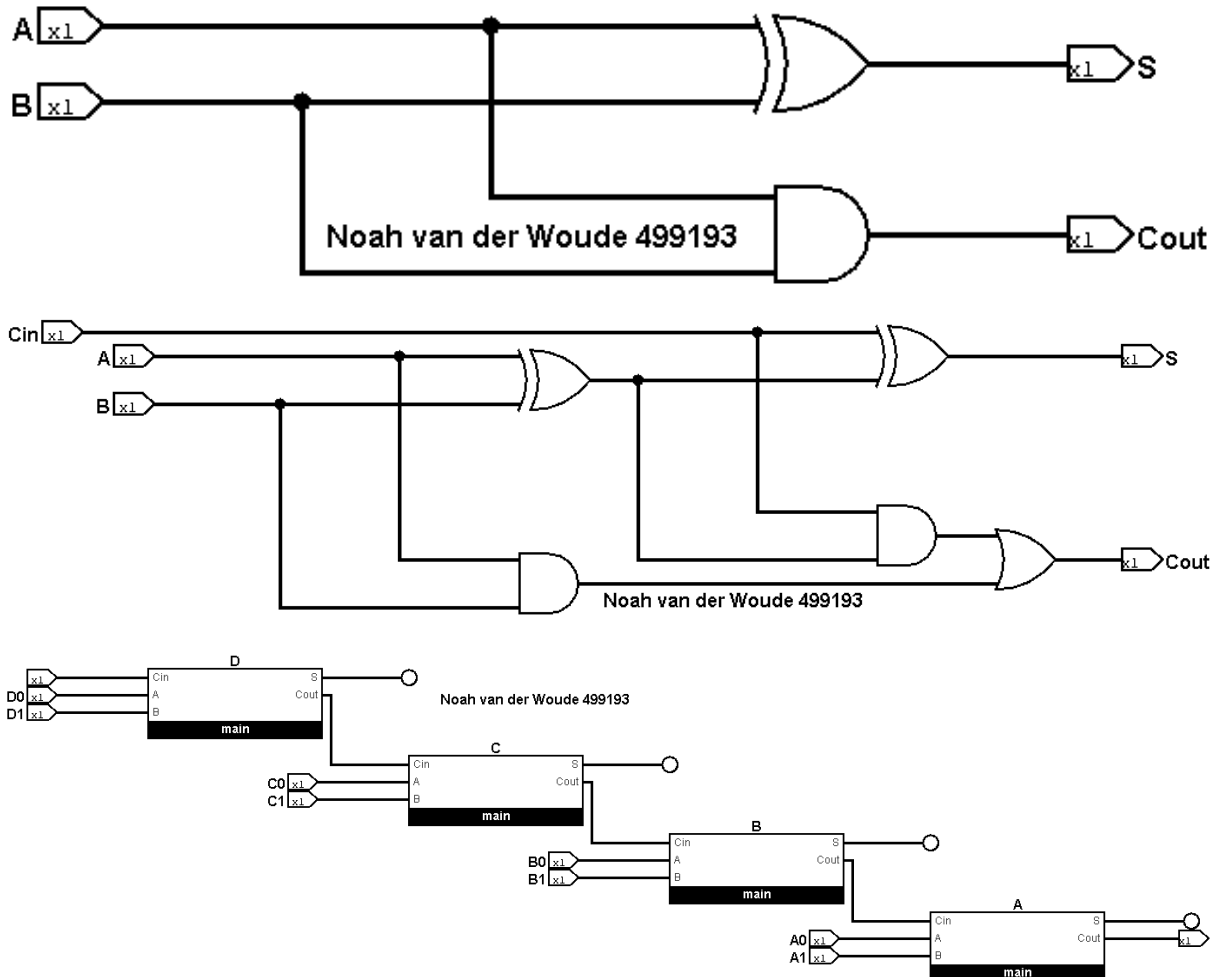 A x1
x1 S
B x1
Noah van der Woude 499193
x1 Cout
Cin x1
A x1
x1 S
B x1
x1 Cout
Noah van der Woude 499193
D
x1 Cin S
D0 x1 A Cout
D1 x1 B
main
Noah van der Woude 499193
C
Cin S
C0 x1 A Cout
C1 x1 B
main
B
Cin S
B0 x1 A Cout
B1 x1 B
main
A
Cin S
A0 x1 A Cout x1
A1 x1 B
main